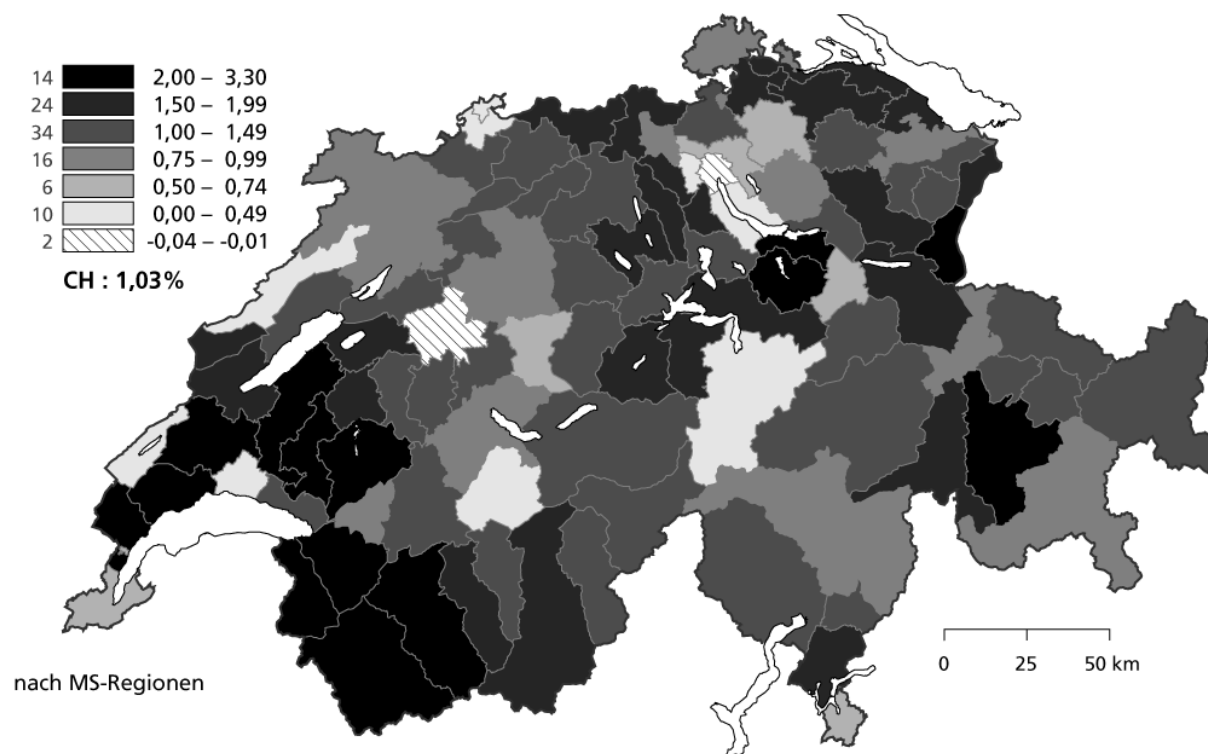 14 2,00 – 3,30
24 1,50 – 1,99
34 1,00 – 1,49
16 0,75 – 0,99
6 0,50 – 0,74
10 0,00 – 0,49
2 -0,04 – -0,01
CH : 1,03%
0 25 50 km
nach MS-Regionen